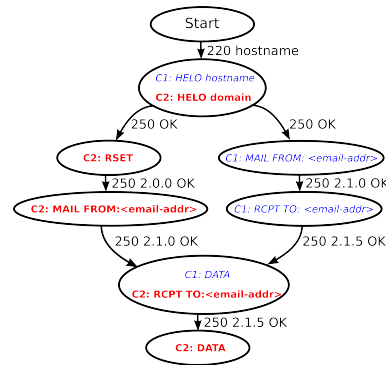 Start
220 hostname
C1: HELO hostname
C2: HELO domain
250 OK
250 OK
C2: RSET
C1: MAIL FROM: <email-addr>
250 2.0.0 OK
250 2.1.0 OK
C2: MAIL FROM:<email-addr>
C1: RCPT TO: <email-addr>
250 2.1.0 OK
250 2.1.5 OK
C1: DATA
C2: RCPT TO:<email-addr>
250 2.1.5 OK
C2: DATA